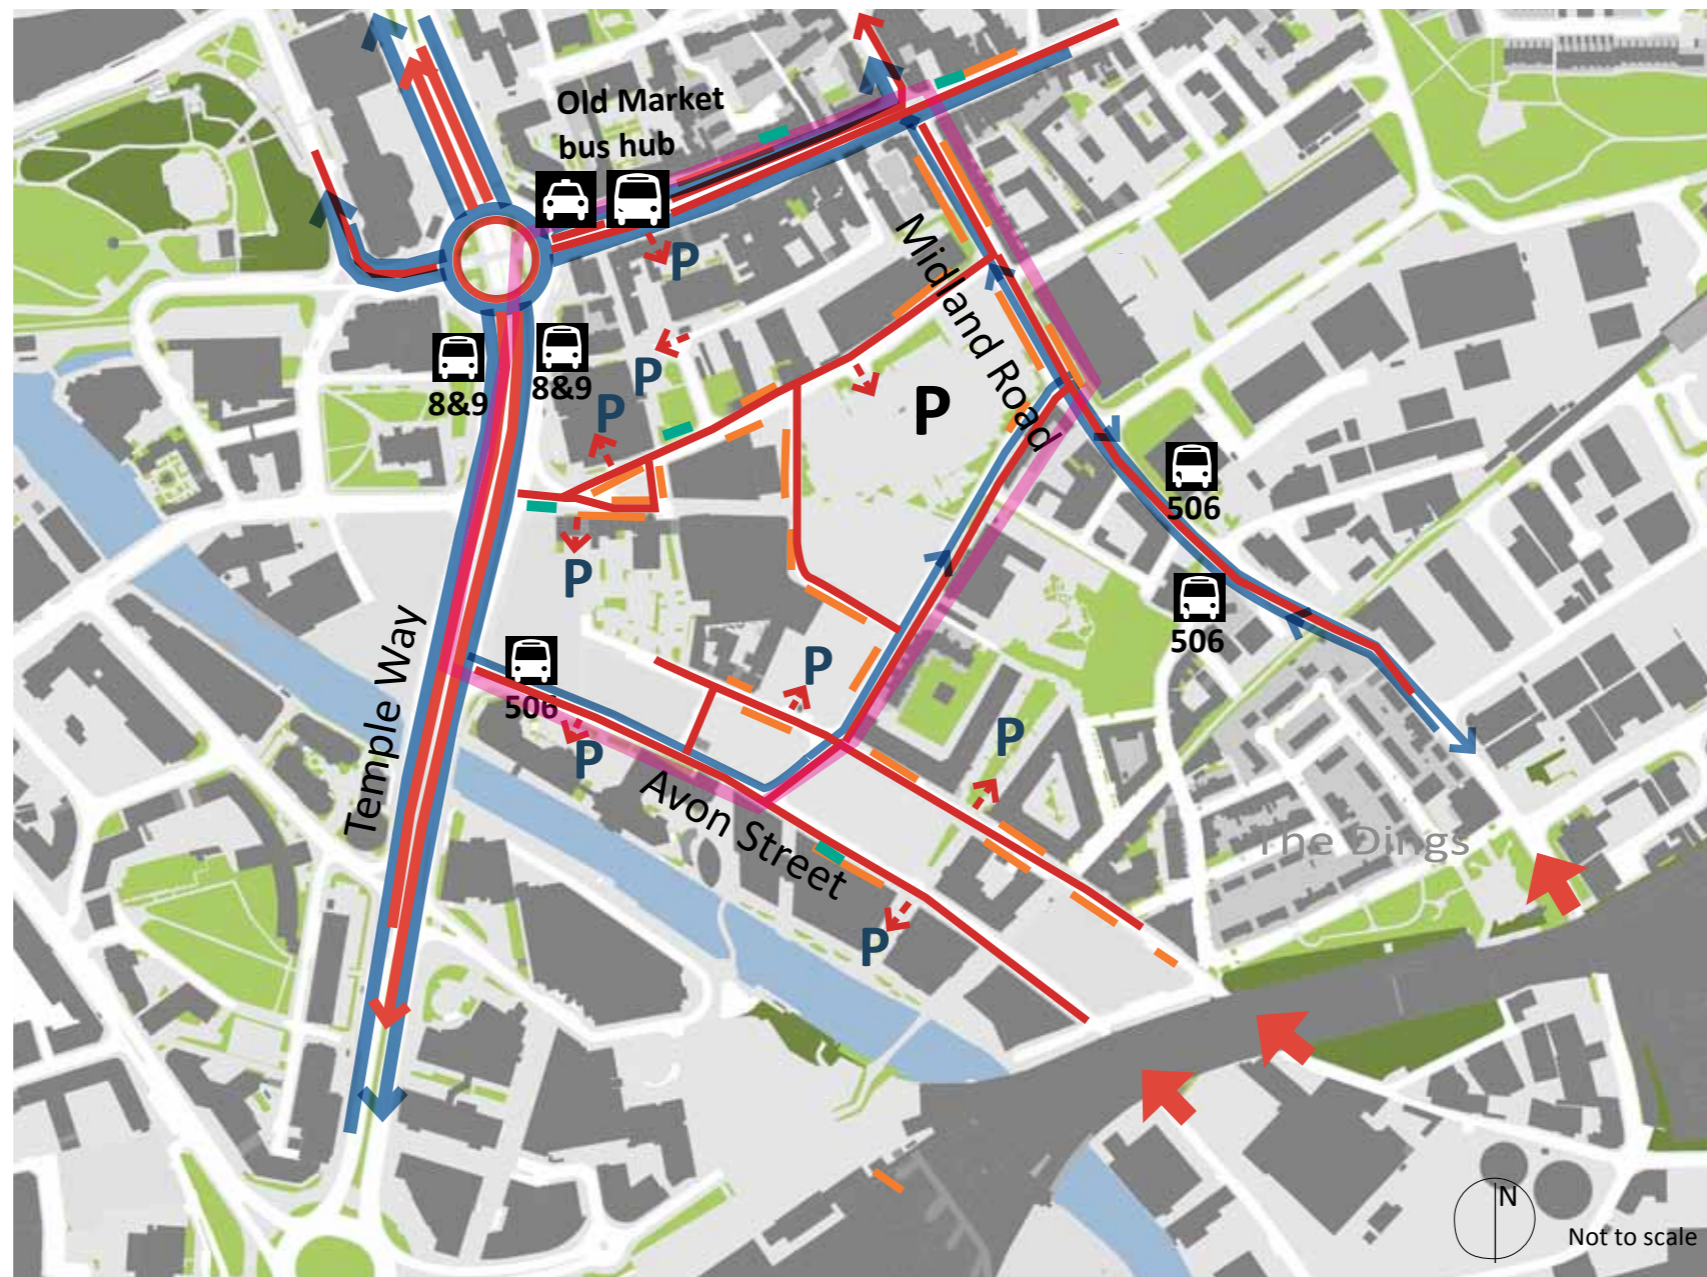 Old Market
bus hub
P
Midland Road
8&9
8&9
P
P
P
506
P
506
Temple Way
506
P
P
P
Avon Street
The Dings
P
N
Not to scale